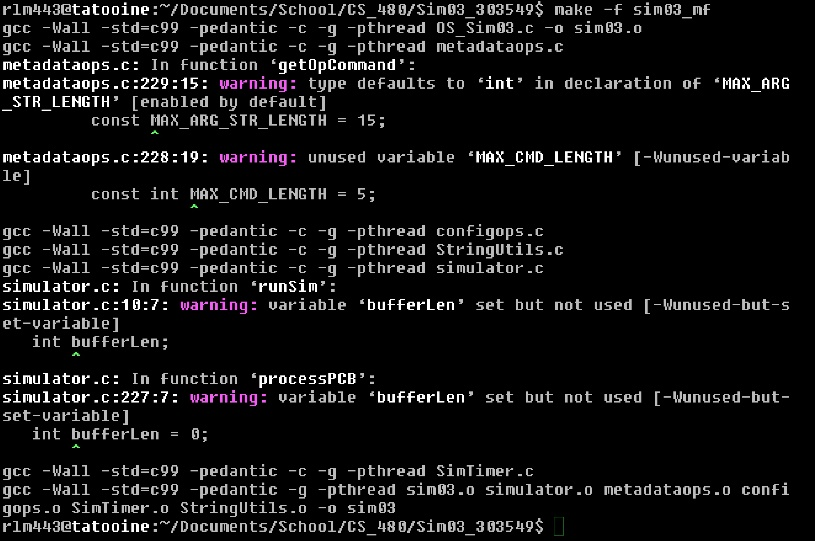 rlm443@tatooine:~/Documents/School/CS_480/Sim03_303549$ make -f sim03_mf
gcc -Wall -std=c99 -pedantic -c -g -pthread OS_Sim03.c -o sim03.o
gcc -Wall -std=c99 -pedantic -c -g -pthread metadataops.c
metadataops.c: In function ‘getOpCommand’:
metadataops.c:229:15: warning: type defaults to ‘int’ in declaration of ‘MAX_ARG
_STR_LENGTH’ [enabled by default]
         const MAX_ARG_STR_LENGTH = 15;
               ^
metadataops.c:228:19: warning: unused variable ‘MAX_CMD_LENGTH’ [-Wunused-variab
le]
         const int MAX_CMD_LENGTH = 5;
                   ^
gcc -Wall -std=c99 -pedantic -c -g -pthread configops.c
gcc -Wall -std=c99 -pedantic -c -g -pthread StringUtils.c
gcc -Wall -std=c99 -pedantic -c -g -pthread simulator.c
simulator.c: In function ‘runSim’:
simulator.c:10:7: warning: variable ‘bufferLen’ set but not used [-Wunused-but-s
et-variable]
   int bufferLen;
       ^
simulator.c: In function ‘processPCB’:
simulator.c:227:7: warning: variable ‘bufferLen’ set but not used [-Wunused-but-
set-variable]
   int bufferLen = 0;
       ^
gcc -Wall -std=c99 -pedantic -c -g -pthread SimTimer.c
gcc -Wall -std=c99 -pedantic -g -pthread sim03.o simulator.o metadataops.o confi
gops.o SimTimer.o StringUtils.o -o sim03
rlm443@tatooine:~/Documents/School/CS_480/Sim03_303549$